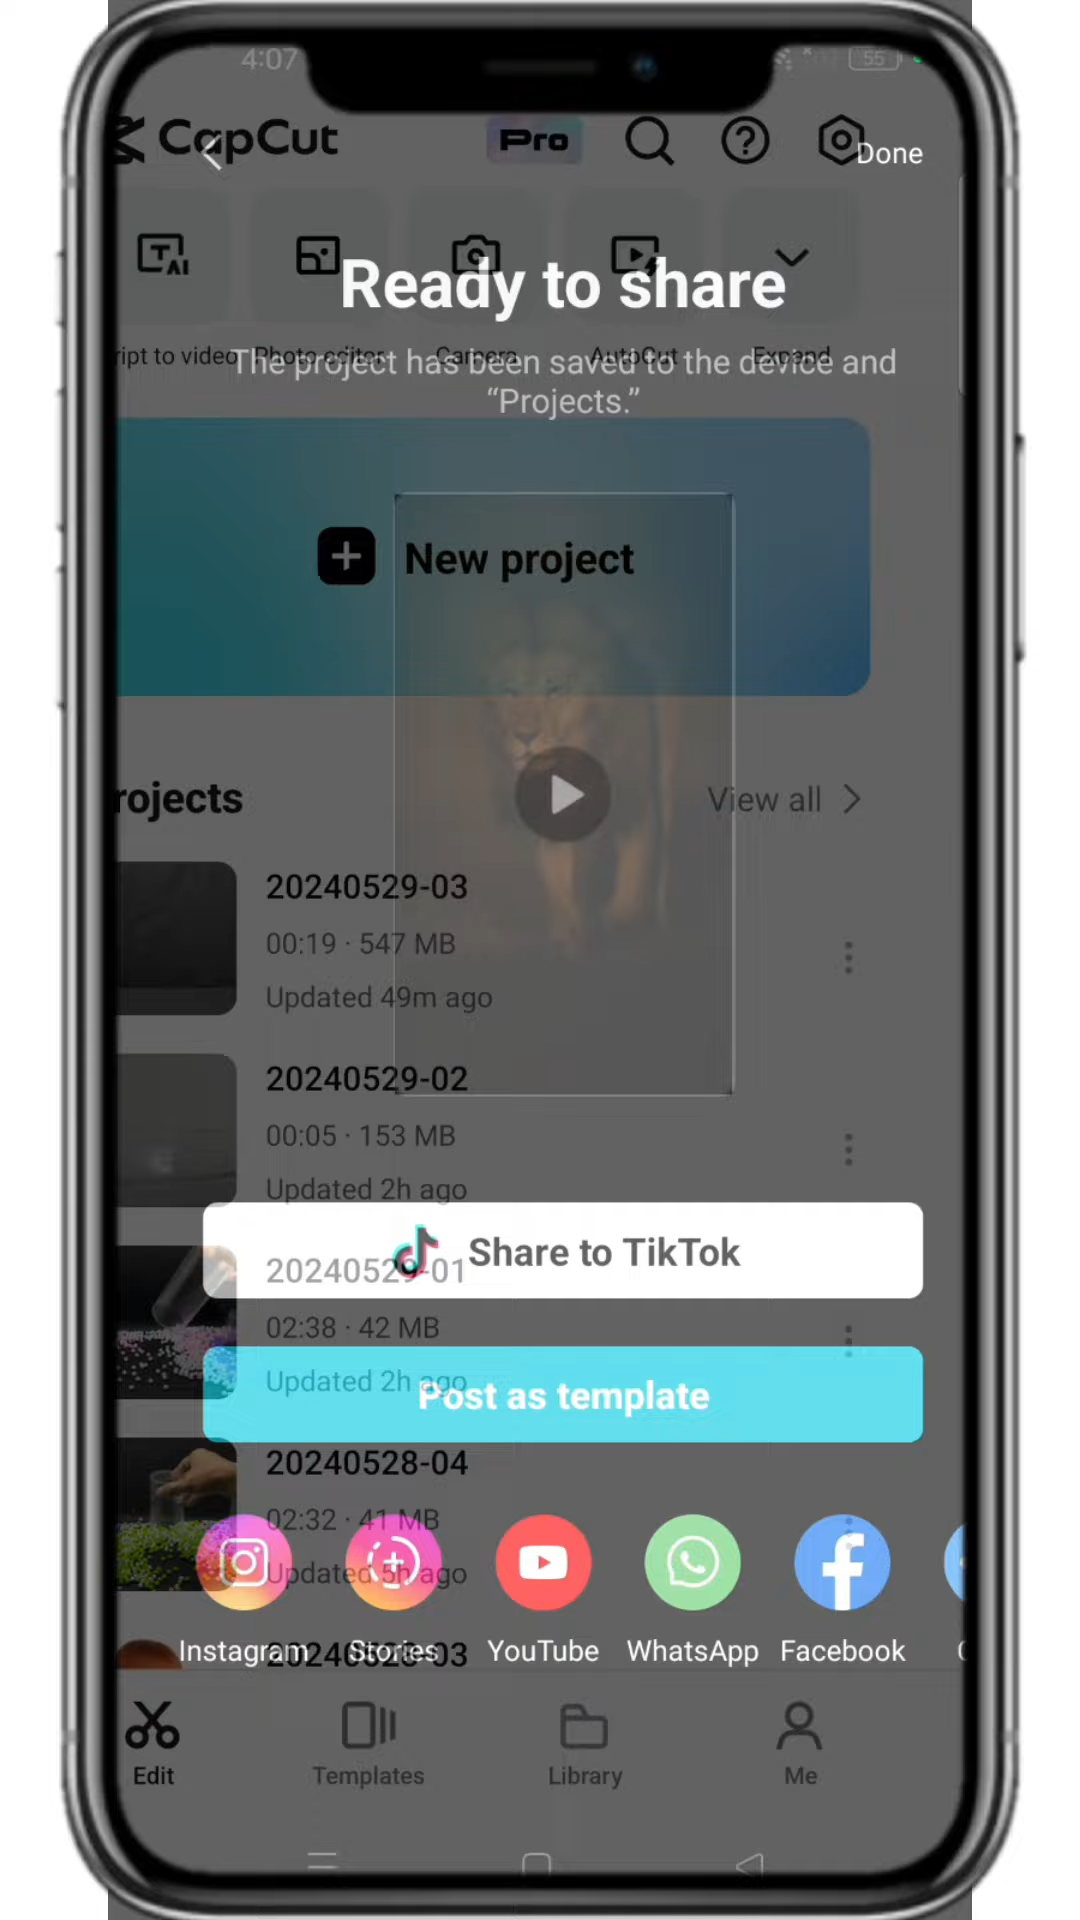 4:07
55
CapCut
Pro
Done
Ready to share
ript to video
Photo editor
Camera
AutoCut
Expand
The project has been saved to the device and
“Projects.”
New project
rojects
View all
20240529-03
00:19 · 547 MB
Updated 49m ago
20240529-02
00:05 · 153 MB
Updated 2h ago
Share to TikTok
20240529-01
02:38 · 42 MB
Updated 2h ago
Post as template
20240528-04
02:32 · 41 MB
Updated 5h ago
Instagram
Stories
YouTube
WhatsApp
Facebook
20240528-03
Edit
Templates
Library
Me